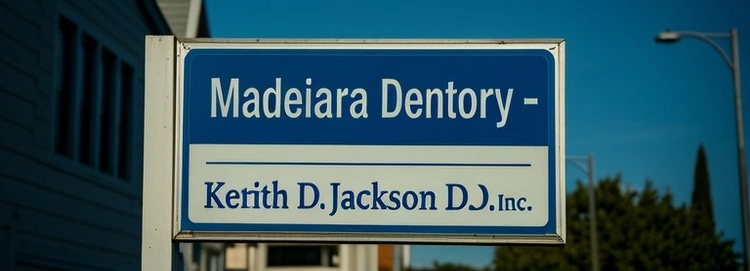 Madeiara Dentory -
Kerith D. Jackson D.. Inc.